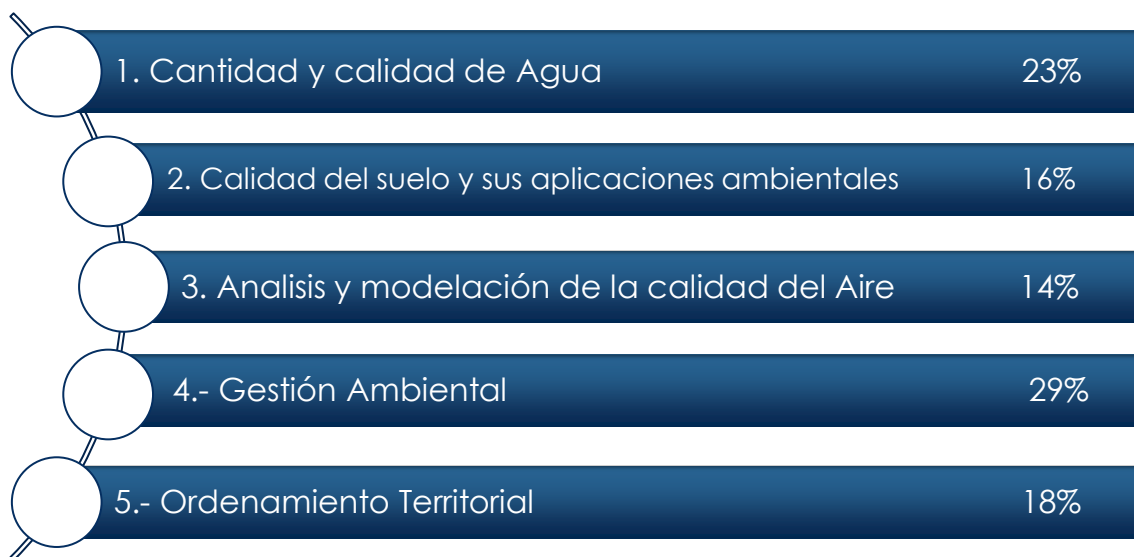 1. Cantidad y calidad de Agua 23%
2. Calidad del suelo y sus aplicaciones ambientales 16%
3. Analisis y modelación de la calidad del Aire 14%
4.- Gestión Ambiental 29%
5.- Ordenamiento Territorial 18%